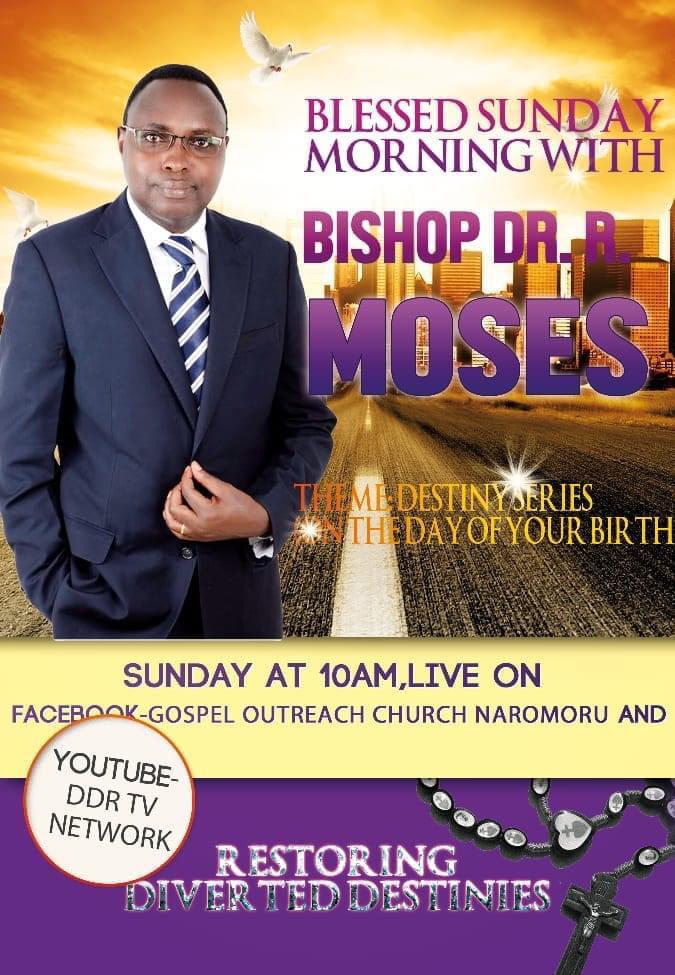 BLESSED SUNDAY
MORNING WITH
BISHOP DR. R.
MOSES
THEME:DESTINY SERIES
ON THE DAY OF YOUR BIRTH
SUNDAY AT 10AM,LIVE ON
FACEBOOK-GOSPEL OUTREACH CHURCH NAROMORU AND
YOUTUBE-
DDR TV
NETWORK
RESTORING
DIVERTED DESTINIES